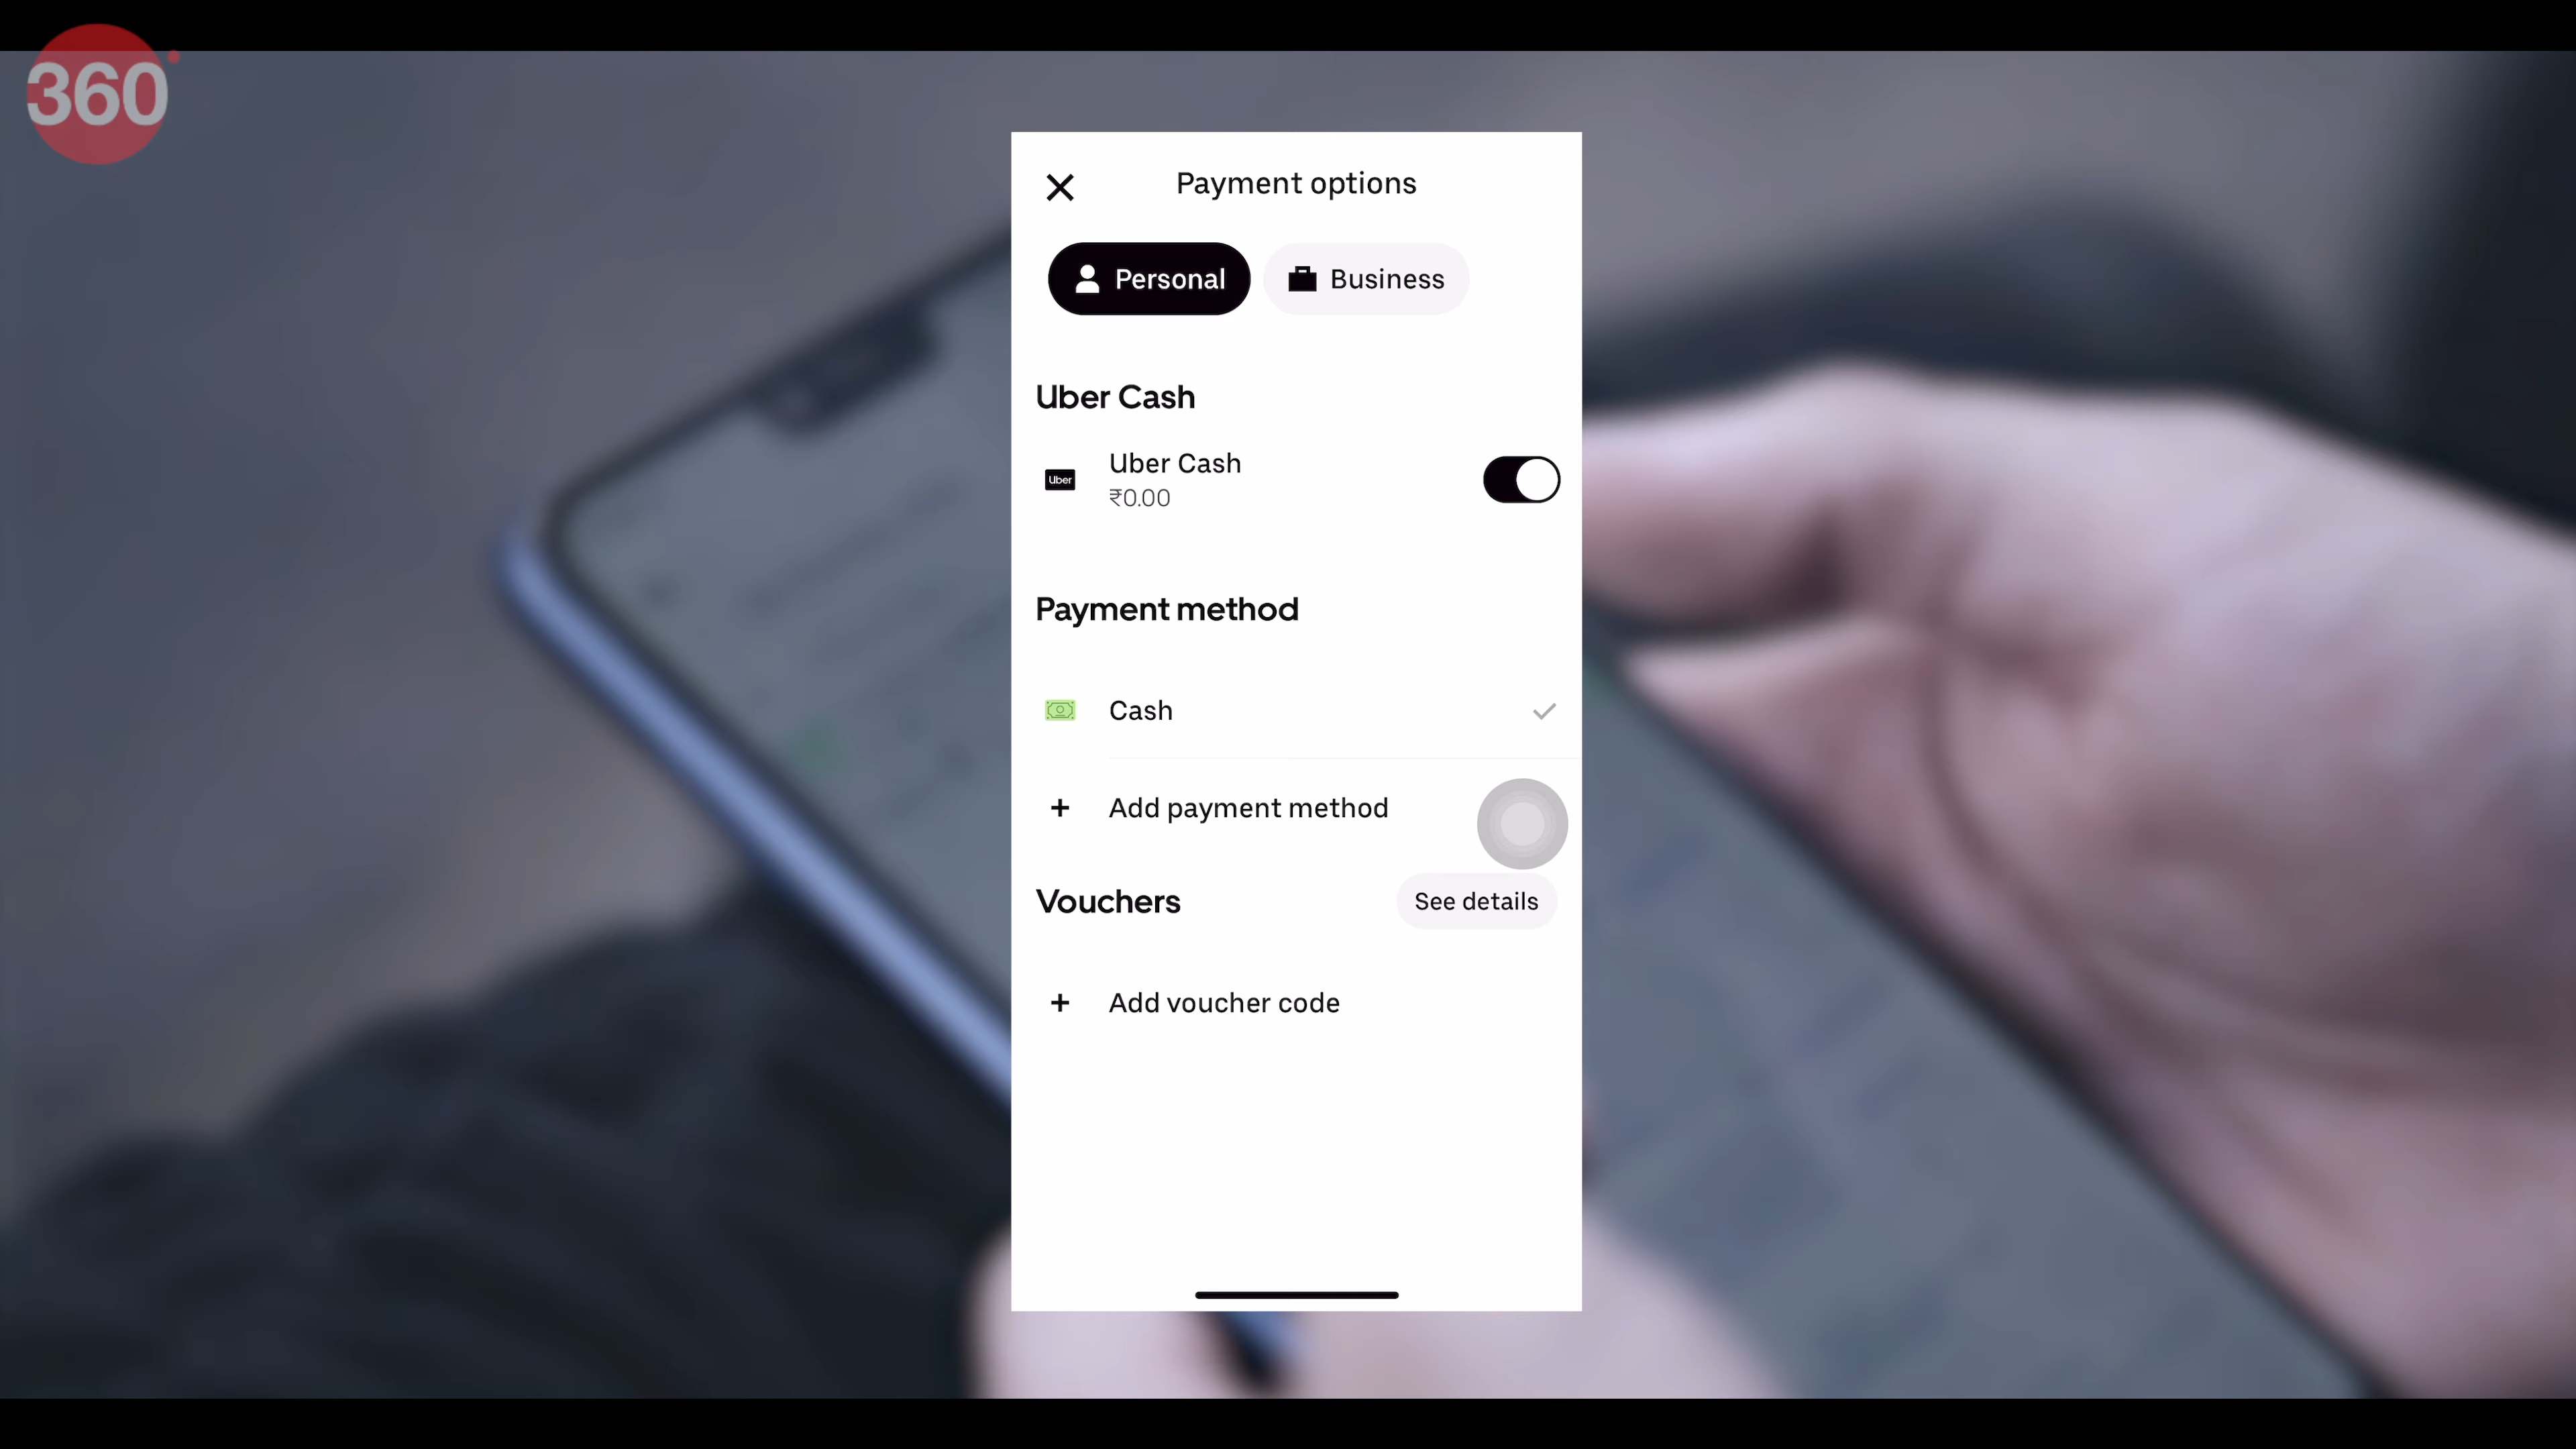 360
Payment options
Personal
Business
Uber Cash
Uber
Uber Cash
₹0.00
Payment method
Cash
+ Add payment method
Vouchers
See details
+ Add voucher code